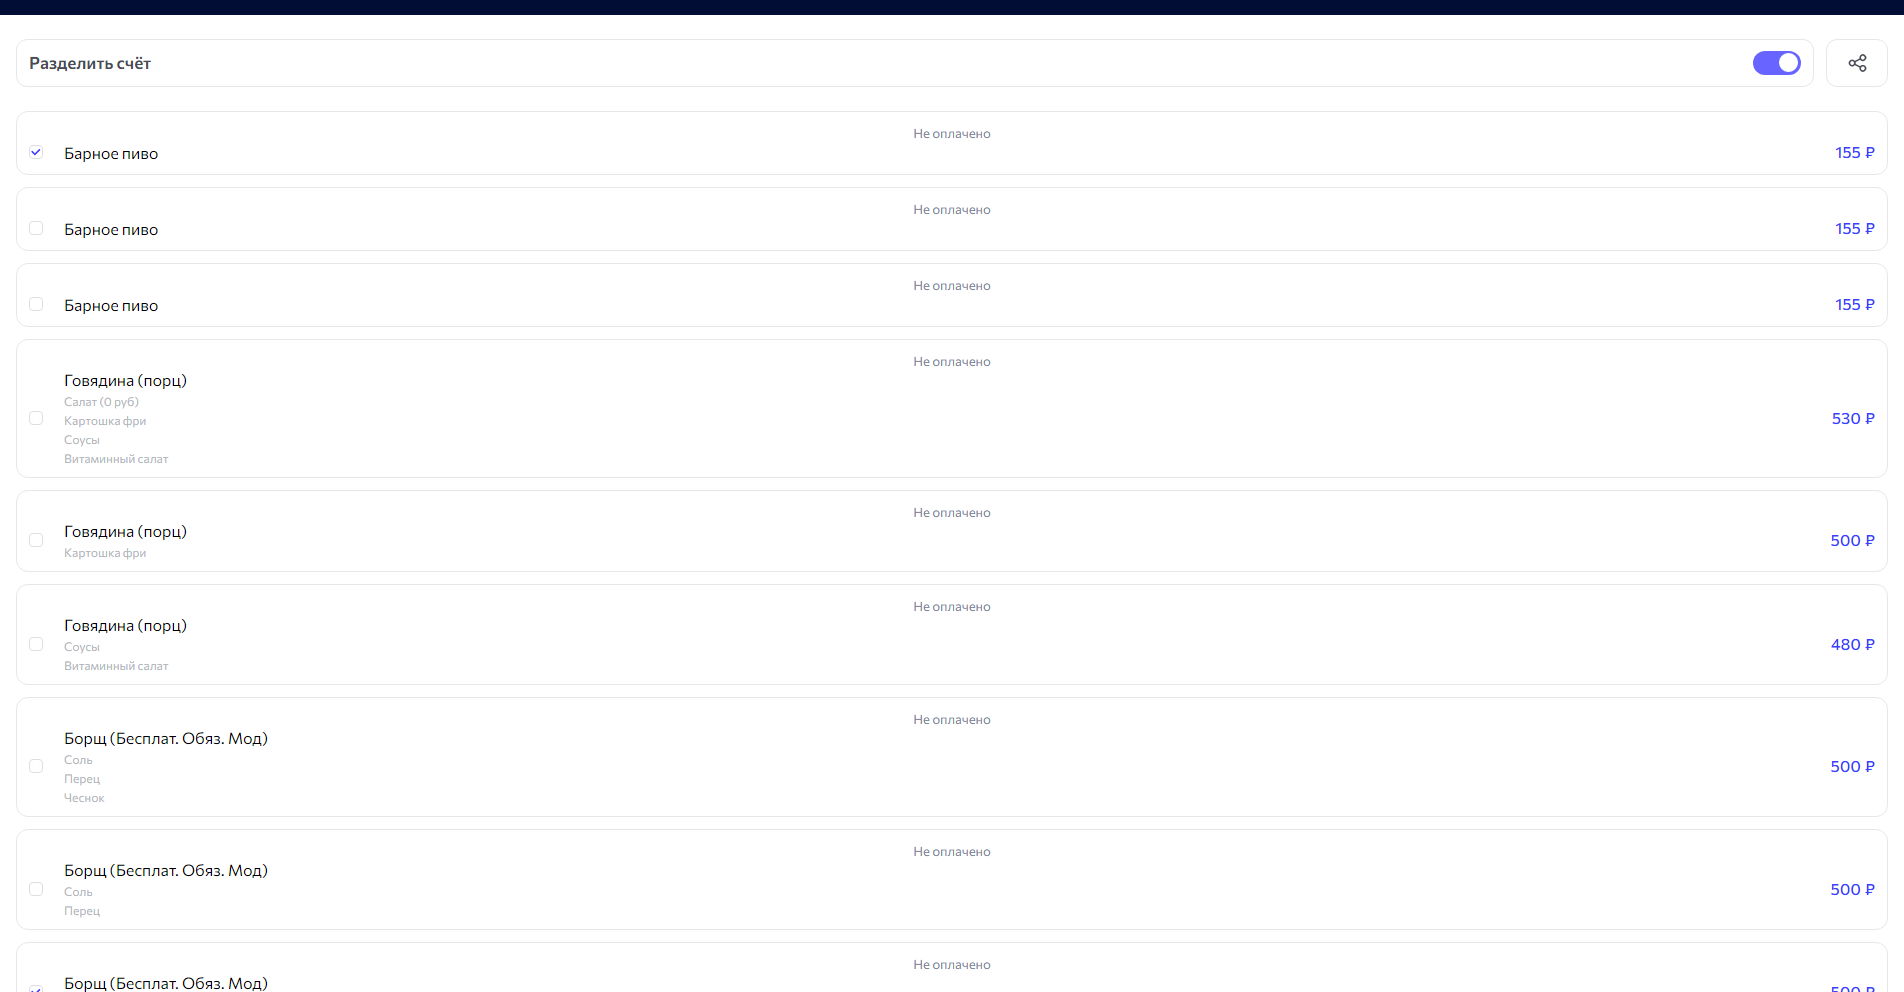 Разделить счёт
Не оплачено
Барное пиво
155 ₽
Не оплачено
Барное пиво
155 ₽
Не оплачено
Барное пиво
155 ₽
Не оплачено
Говядина (порц)
Салат (0 руб)
Картошка фри
Соусы
Витаминный салат
530 ₽
Не оплачено
Говядина (порц)
Картошка фри
500 ₽
Не оплачено
Говядина (порц)
Соусы
Витаминный салат
480 ₽
Не оплачено
Борщ (Бесплат. Обяз. Мод)
Соль
Перец
Чеснок
500 ₽
Не оплачено
Борщ (Бесплат. Обяз. Мод)
Соль
Перец
500 ₽
Не оплачено
Борщ (Бесплат. Обяз. Мод)
500 ₽